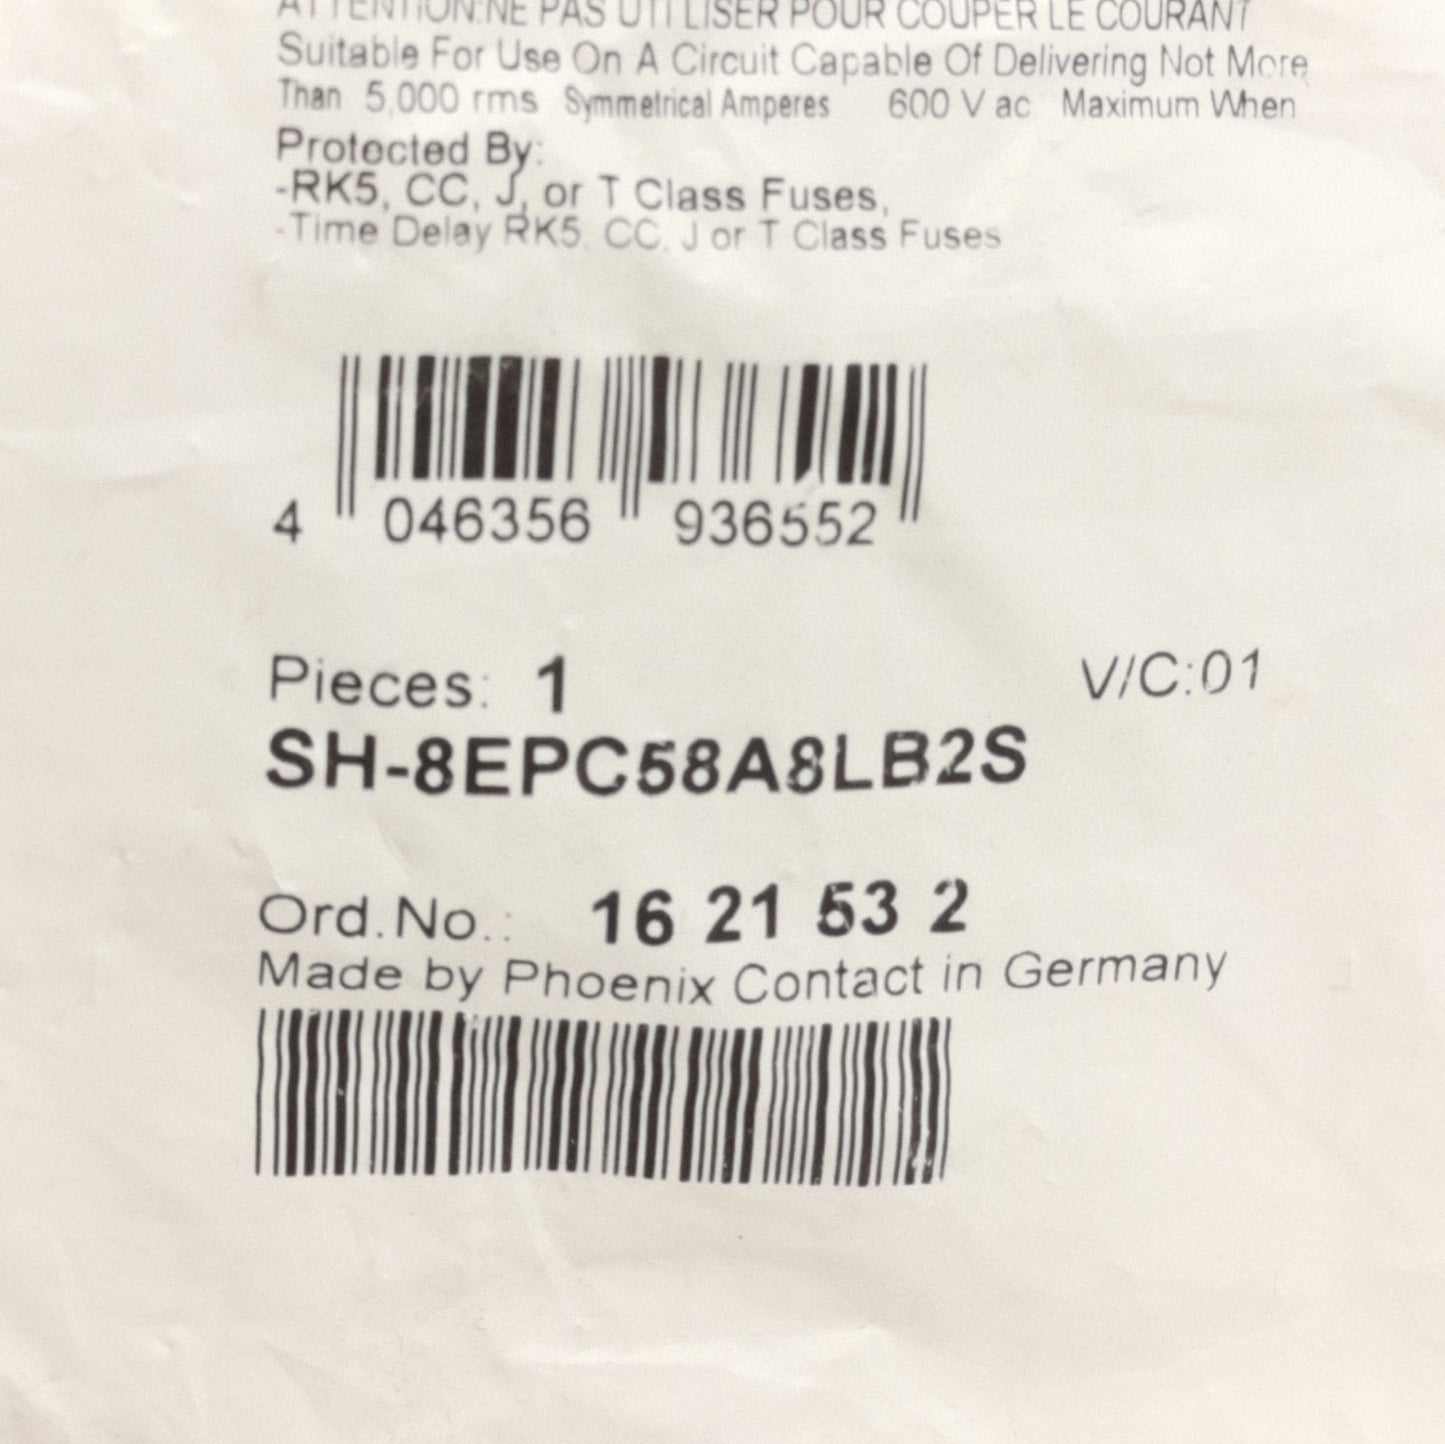 ATTENTION:NE PAS UTILISER POUR COUPER LE COURANT
Suitable For Use On A Circuit Capable Of Delivering Not More
Than 5,000 rms Symmetrical Amperes 600 V ac Maximum When
Protected By:
-RK5, CC, J, or T Class Fuses,
-Time Delay RK5, CC, J or T Class Fuses
4 046356 936552
Pieces: 1 V/C:01
SH-8EPC58A8LB2S
Ord.No.: 16 21 53 2
Made by Phoenix Contact in Germany